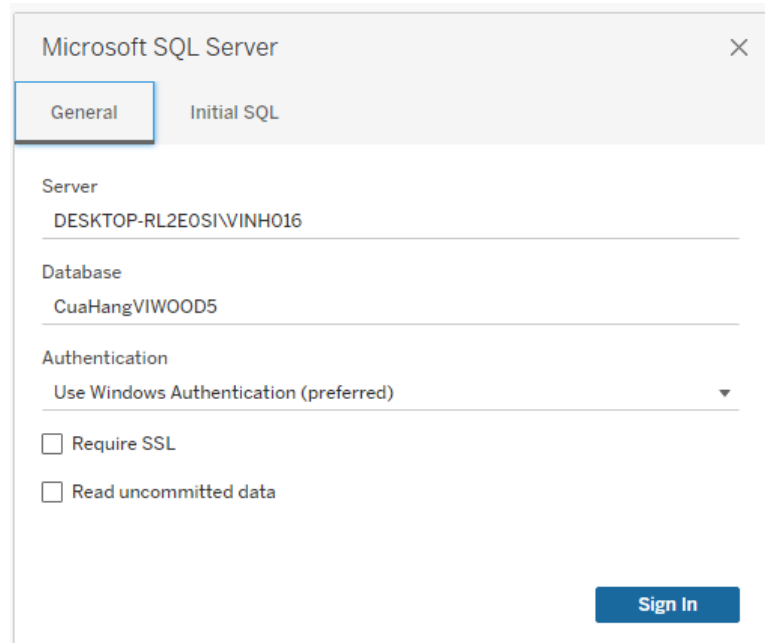 Microsoft SQL Server
General
Initial SQL
Server
DESKTOP-RL2E0SI\VINH016
Database
CuaHangVIWOOD5
Authentication
Use Windows Authentication (preferred)
Require SSL
Read uncommitted data
Sign In